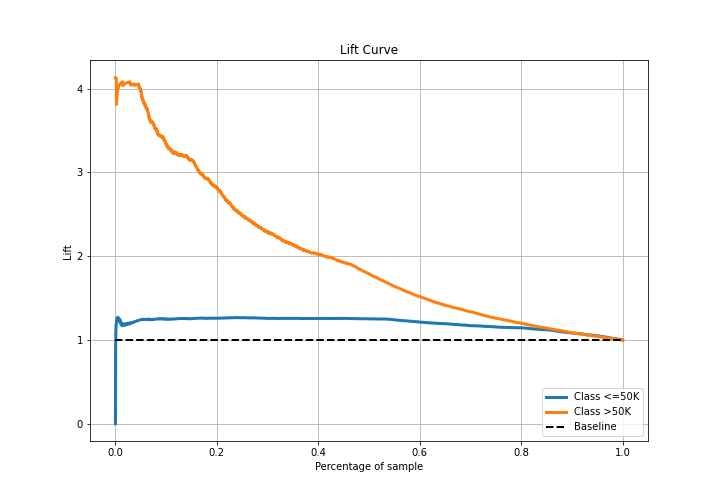 Lift Curve
Lift
4
3
2
1
0
0.0 0.2 0.4 0.6 0.8 1.0
Percentage of sample
Class <=50K
Class >50K
Baseline